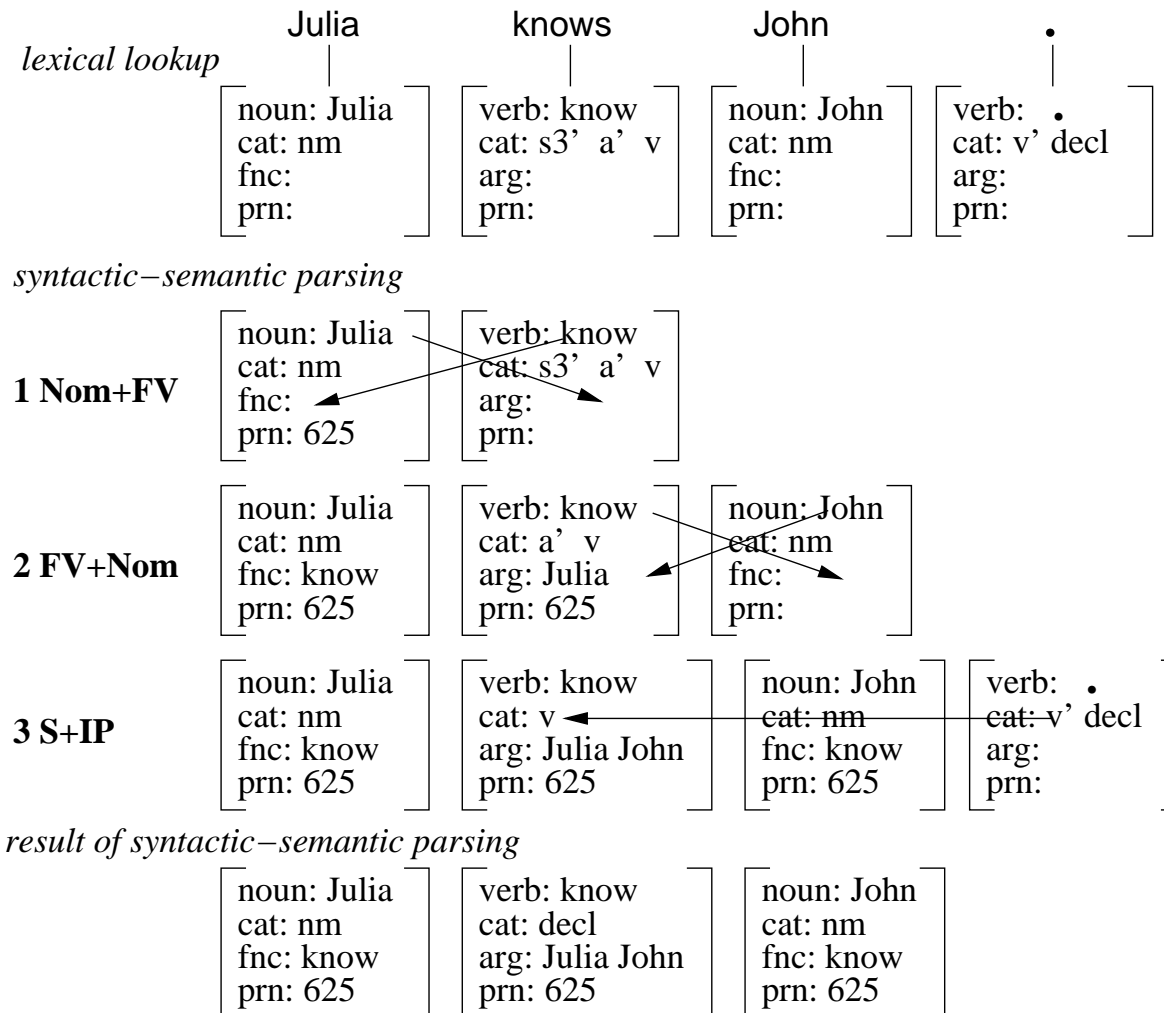 Julia knows John .
lexical lookup
noun: Julia verb: know noun: John verb: .
cat: nm cat: s3’ a’ v cat: nm cat: v’ decl
fnc: arg: fnc: arg:
prn: prn: prn: prn:
syntactic−semantic parsing
noun: Julia verb: know
cat: nm cat: s3’ a’ v
1 Nom+FV fnc: arg:
prn: 625 prn:
noun: Julia verb: know noun: John
cat: nm cat: a’ v cat: nm
2 FV+Nom fnc: know arg: Julia fnc:
prn: 625 prn: 625 prn:
noun: Julia verb: know noun: John verb: .
cat: nm cat: v cat: nm cat: v’ decl
3 S+IP fnc: know arg: Julia John fnc: know arg:
prn: 625 prn: 625 prn: 625 prn:
result of syntactic−semantic parsing
noun: Julia verb: know noun: John
cat: nm cat: decl cat: nm
fnc: know arg: Julia John fnc: know
prn: 625 prn: 625 prn: 625